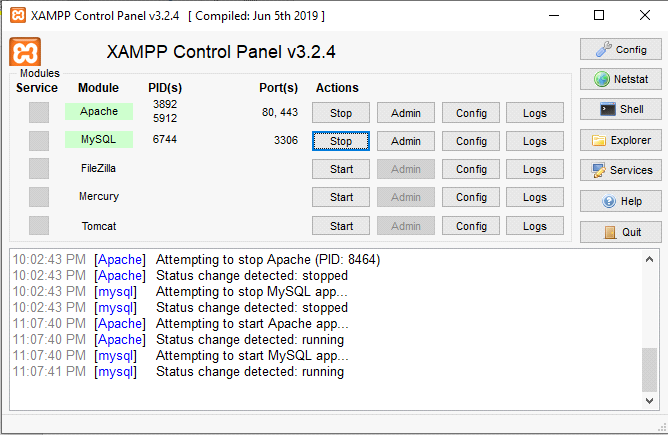 XAMPP Control Panel v3.2.4 [ Compiled: Jun 5th 2019 ]
XAMPP Control Panel v3.2.4
Config
Modules
Service Module PID(s) Port(s) Actions
Netstat
Apache 3892 5912 80, 443 Stop Admin Config Logs
Shell
MySQL 6744 3306 Stop Admin Config Logs
Explorer
FileZilla Start Admin Config Logs
Services
Mercury Start Admin Config Logs
Help
Tomcat Start Admin Config Logs
Quit
10:02:43 PM [Apache] Attempting to stop Apache (PID: 8464)
10:02:43 PM [Apache] Status change detected: stopped
10:02:43 PM [mysql] Attempting to stop MySQL app...
10:02:43 PM [mysql] Status change detected: stopped
11:07:40 PM [Apache] Attempting to start Apache app...
11:07:40 PM [Apache] Status change detected: running
11:07:40 PM [mysql] Attempting to start MySQL app...
11:07:41 PM [mysql] Status change detected: running